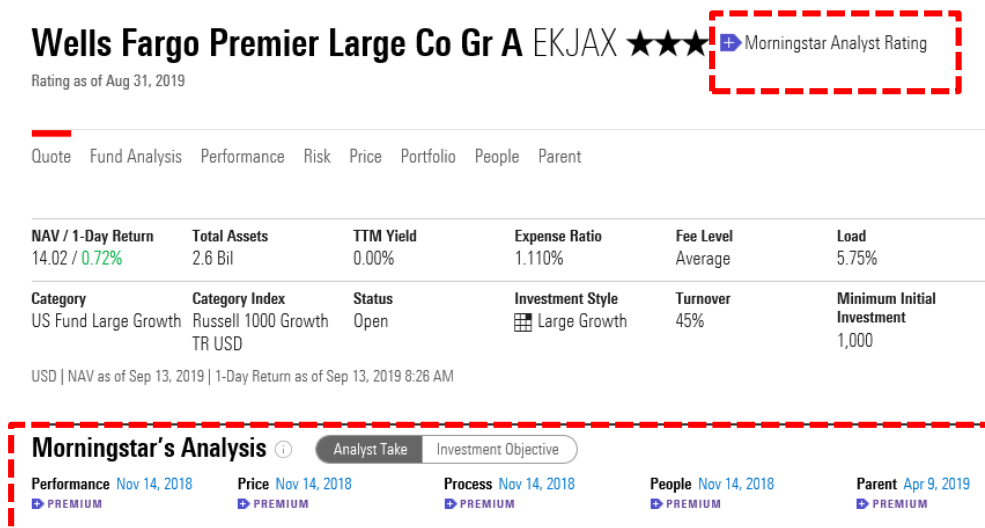 Wells Fargo Premier Large Co Gr A EKJAX ★★★ Morningstar Analyst Rating
Rating as of Aug 31, 2019
Quote Fund Analysis Performance Risk Price Portfolio People Parent
NAV / 1-Day Return Total Assets TTM Yield Expense Ratio Fee Level Load
14.02 / 0.72% 2.6 Bil 0.00% 1.110% Average 5.75%
Category Category Index Status Investment Style Turnover Minimum Initial
Investment
US Fund Large Growth Russell 1000 Growth Open Large Growth 45%
TR USD 1,000
USD | NAV as of Sep 13, 2019 | 1-Day Return as of Sep 13, 2019 8:26 AM
Morningstar's Analysis Analyst Take Investment Objective
Performance Nov 14, 2018 Price Nov 14, 2018 Process Nov 14, 2018 People Nov 14, 2018 Parent Apr 9, 2019
PREMIUM PREMIUM PREMIUM PREMIUM PREMIUM